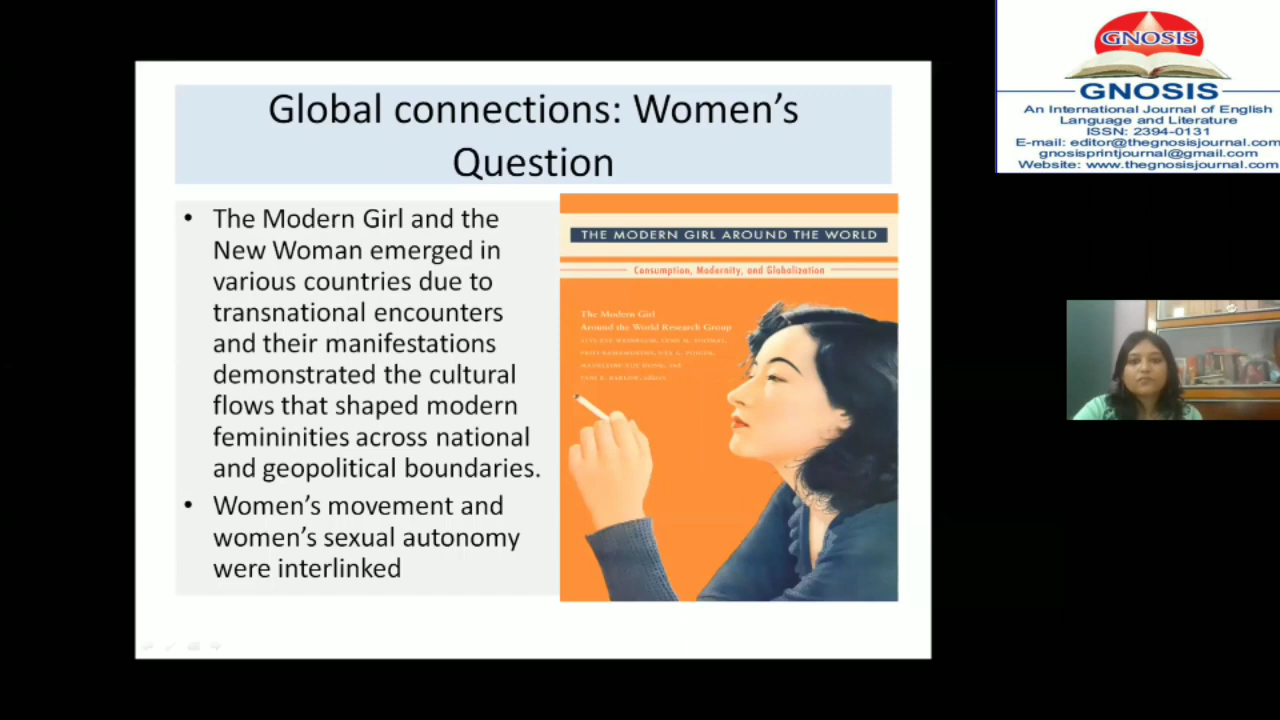 Global connections: Women's
Question
• The Modern Girl and the
New Woman emerged in
various countries due to
transnational encounters
and their manifestations
demonstrated the cultural
flows that shaped modern
femininities across national
and geopolitical boundaries.
• Women's movement and
women's sexual autonomy
were interlinked
THE MODERN GIRL AROUND THE WORLD
Consumption, Modernity, and Globalization
The Modern Girl
Around the World Research Group
GNOSIS
GNOSIS
An International Journal of English
Language and Literature
ISSN: 2394-0131
E-mail: editor@thegnosisjournal.com
gnosisprintjournal@gmail.com
Website: www.thegnosisjournal.com